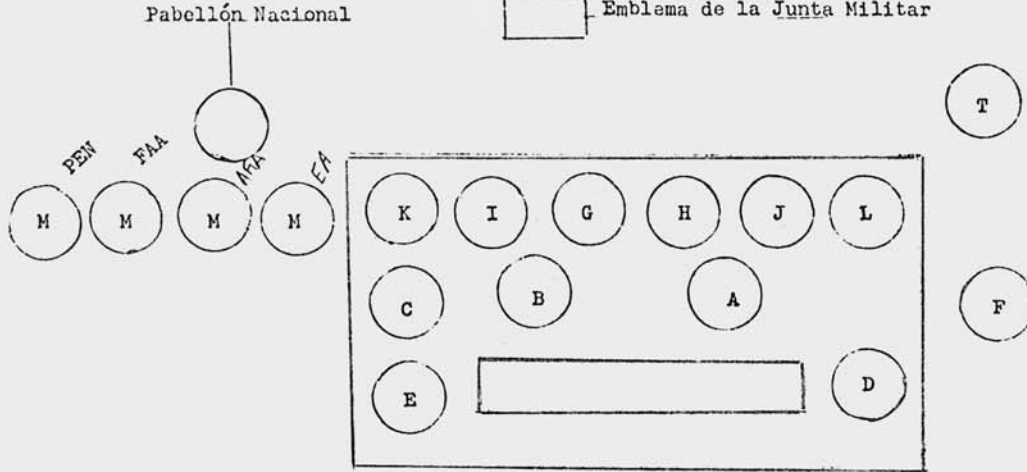 Pabellón Nacional
Emblema de la Junta Militar
T
PEN FAA ARA EA
M M M M
K I G H J L
C B A F
E D